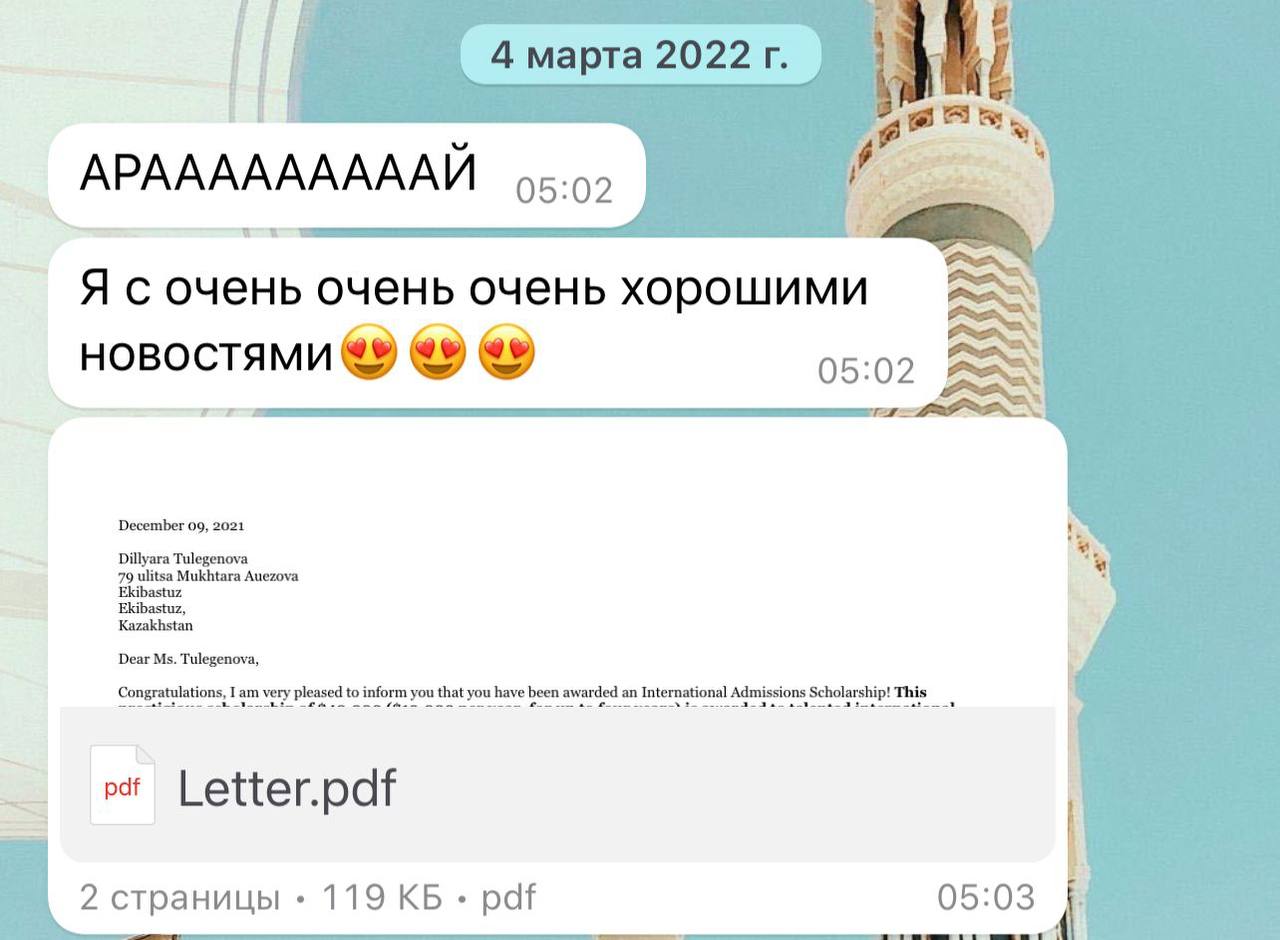 4 марта 2022 г.
АРАААААААААЙ
05:02
Я с очень очень очень хорошими
новостями😍😍😍
05:02
December 09, 2021
Dillyara Tulegenova
79 ulitsa Mukhtara Auezova
Ekibastuz
Ekibastuz,
Kazakhstan
Dear Ms. Tulegenova,
Congratulations, I am very pleased to inform you that you have been awarded an International Admissions Scholarship! This
pdf
Letter.pdf
2 страницы • 119 КБ • pdf
05:03